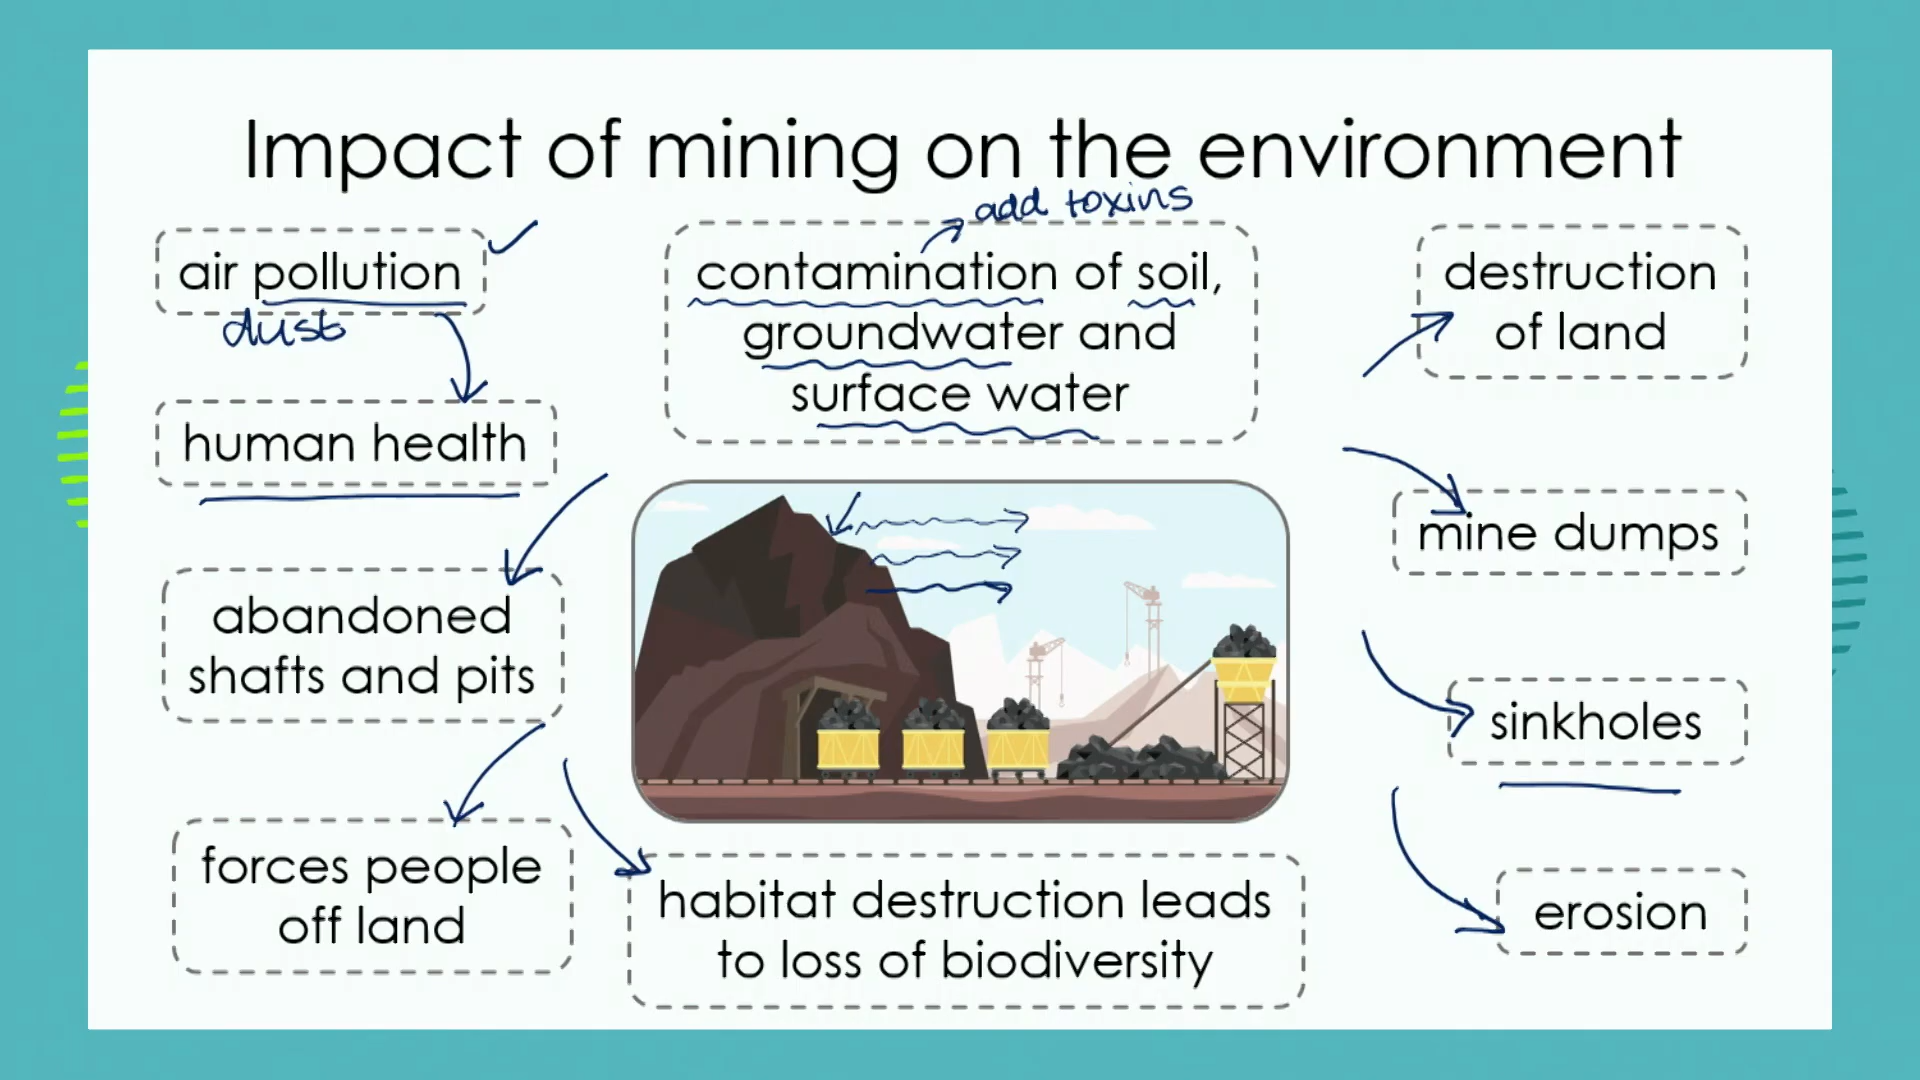 Impact of mining on the environment
add toxins
air pollution
dust
human health
abandoned
shafts and pits
forces people
off land
contamination of soil,
groundwater and
surface water
habitat destruction leads
to loss of biodiversity
destruction
of land
mine dumps
sinkholes
erosion